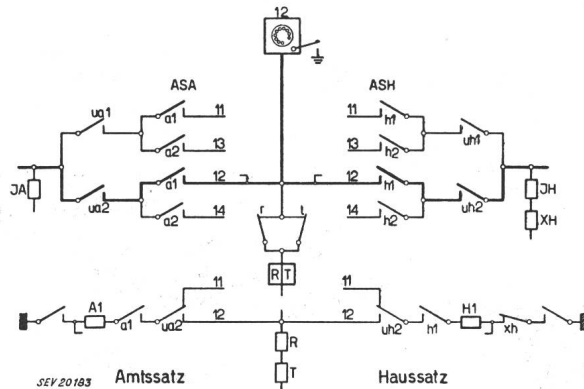 12
ASA
ASH
11
11
ua1
a1
h1
uh1
13
13
a2
h2
12
12
JA
a1
h1
JH
ua2
14
14
uh2
a2
h2
XH
r
t
R T
11
11
A1
H1
12
12
a1
ua2
uh2
h1
xh
R
T
SEV 20183
Amtssatz
Haussatz